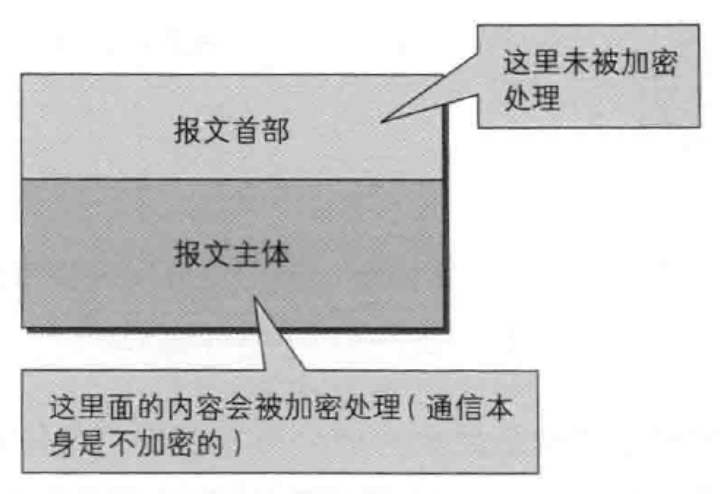 这里未被加密
处理
报文首部
报文主体
这里面的内容会被加密处理（通信本
身是不加密的）